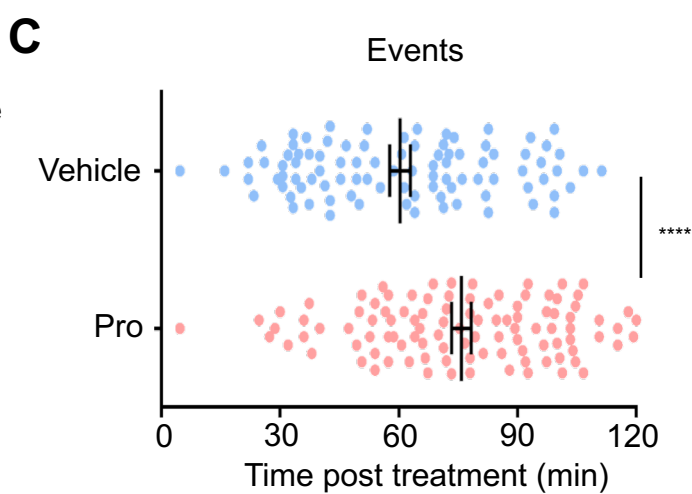 C
Events
Vehicle
****
Pro
0 30 60 90 120
Time post treatment (min)